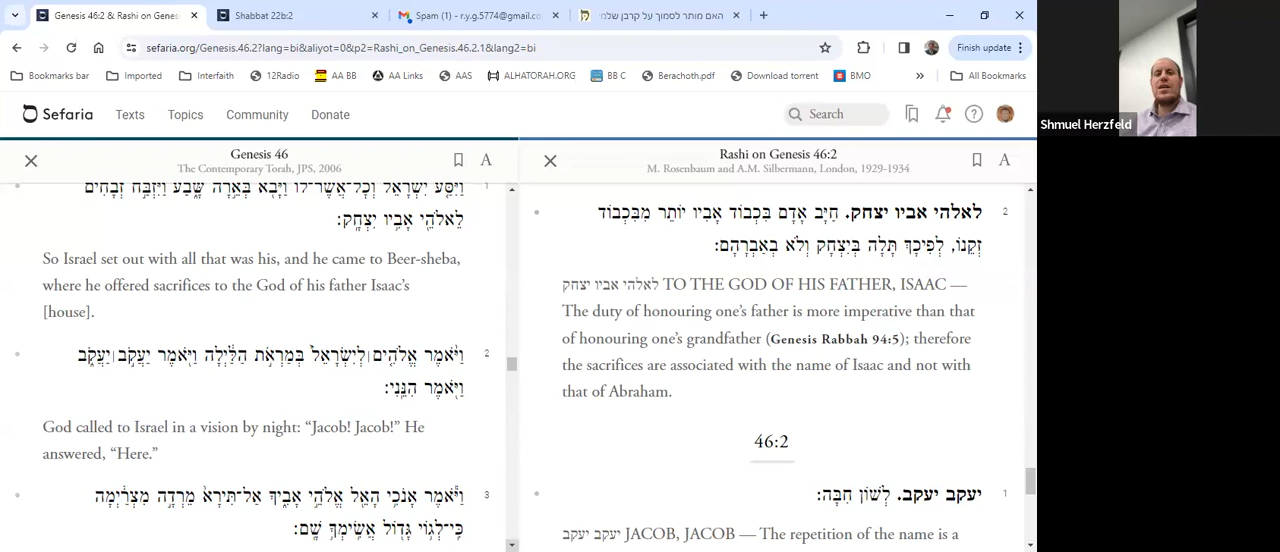 Genesis 46:2 & Rashi on Genesi
Shabbat 22b:2
Spam (1) - rsh5774@gmail.co
האם מותר לסמוך על קרבן שלמי
Finish update
sefaria.org/Genesis.46.2?lang=bi&aliyot=0&p2=Rashi_on_Genesis.46.2.1&lang2=bi
Bookmarks bar
Imported
Interfaith
12Radio
AA BB
AA Links
ALHATORAH.ORG
BB C
Berachoth.pdf
Download torrent
BMO
»
All Bookmarks
Sefaria
Texts
Topics
Community
Donate
Search
Shmuel Herzfeld
Genesis 46
The Contemporary Torah, JPS, 2006
A
1
וַיִּסַּע יִשְׂרָאֵל וְכׇל־אֲשֶׁר־לוֹ וַיָּבֹא בְּאֵרָה שָּׁבַע וַיִּזְבַּח זְבָחִים
לֵאלֹהֵי אָבִיו יִצְחָק׃
So Israel set out with all that was his, and he came to Beer-sheba,
where he offered sacrifices to the God of his father Isaac’s
[house].
2
וַיֹּאמֶר אֱלֹהִים ׀ לְיִשְׂרָאֵל בְּמַרְאֹת הַלַּיְלָה וַיֹּאמֶר יַעֲקֹב ׀ יַעֲקֹב
וַיֹּאמֶר הִנֵּנִי׃
God called to Israel in a vision by night: “Jacob! Jacob!” He
answered, “Here.”
3
וַיֹּאמֶר אָנֹכִי הָאֵל אֱלֹהֵי אָבִיךָ אַל־תִּירָא מֵרְדָה מִצְרַיְמָה
כִּי־לְגוֹי גָּדוֹל אֲשִׂימְךָ שָׁם׃
Rashi on Genesis 46:2
M. Rosenbaum and A.M. Silbermann, London, 1929-1934
A
2
לאלהי אביו יצחק. חַיָּב אָדָם בִּכְבוֹד אָבִיו יוֹתֵר מִבִּכְבוֹד
זְקֵנוֹ, לְפִיכָךְ תָּלָה בְּיִצְחָק וְלֹא בְאַבְרָהָם:
לאלהי אביו יצחק TO THE GOD OF HIS FATHER, ISAAC —
The duty of honouring one’s father is more imperative than that
of honouring one’s grandfather (Genesis Rabbah 94:5); therefore
the sacrifices are associated with the name of Isaac and not with
that of Abraham.
46:2
1
יעקב יעקב. לְשׁוֹן חִבָּה:
יעקב יעקב JACOB, JACOB — The repetition of the name is a